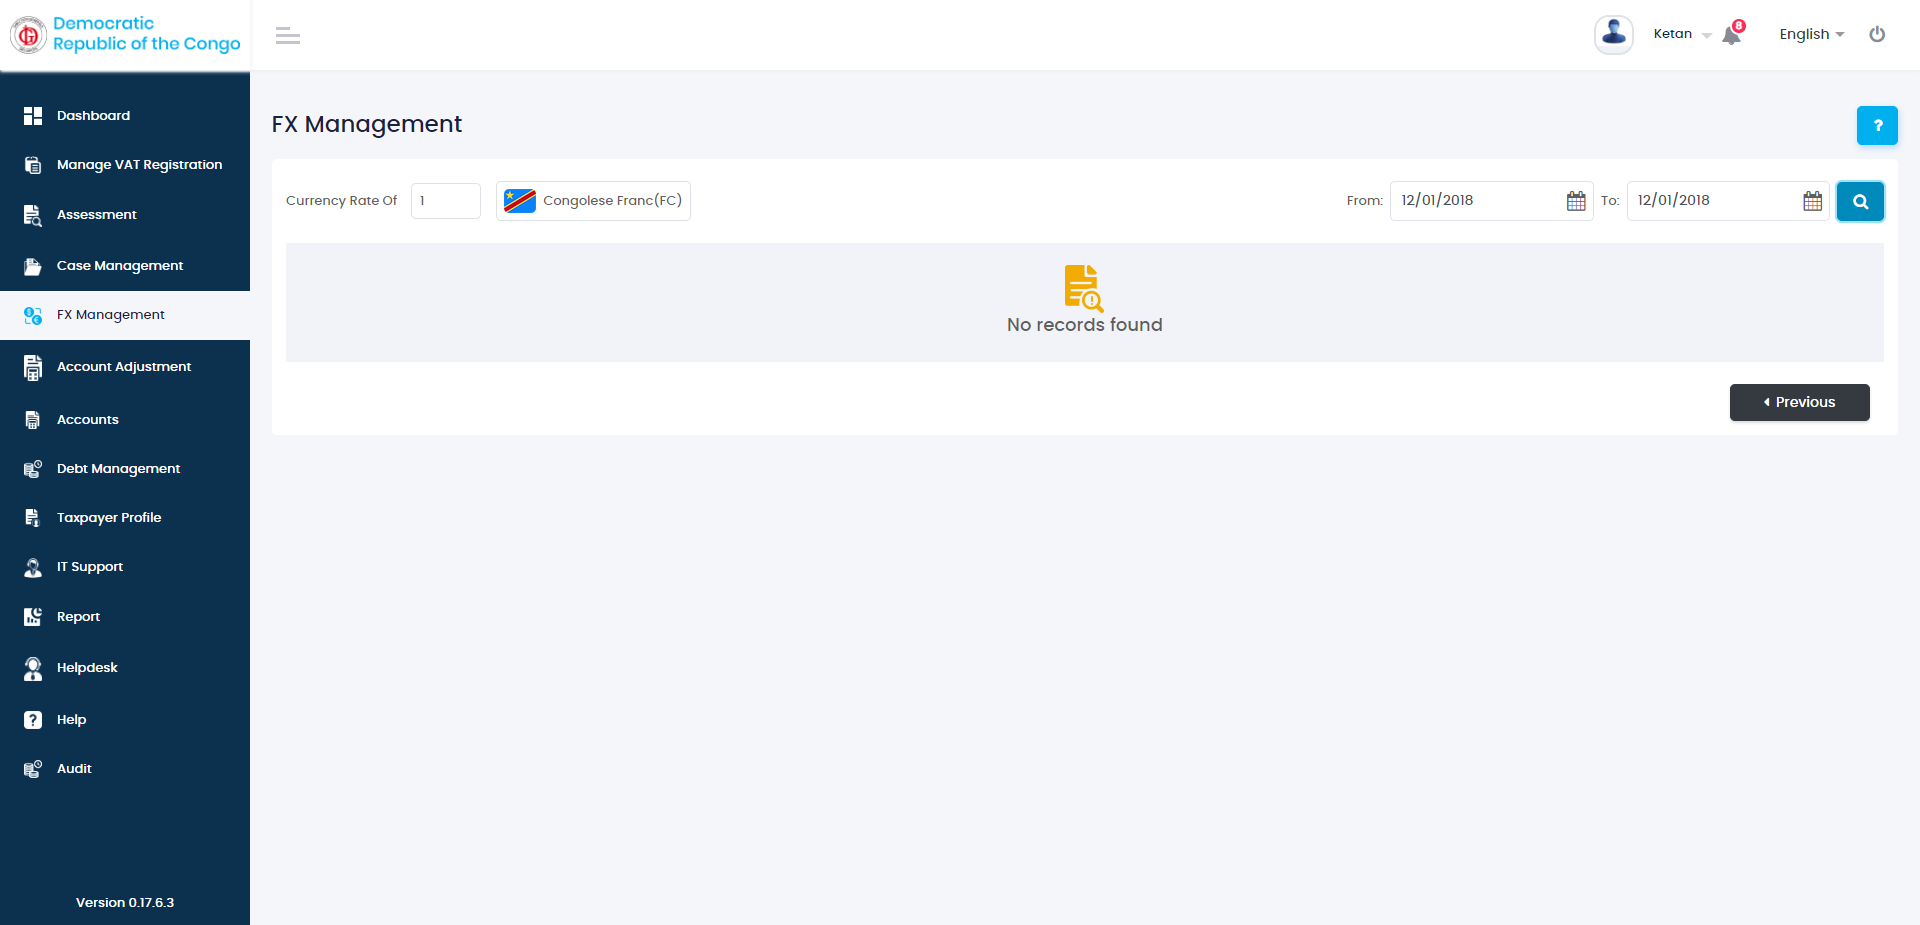 Democratic
Republic of the Congo
Ketan
8
English
Dashboard
Manage VAT Registration
Assessment
Case Management
FX Management
Account Adjustment
Accounts
Debt Management
Taxpayer Profile
IT Support
Report
Helpdesk
Help
Audit
Version 0.17.6.3
FX Management
?
Currency Rate Of 1 Congolese Franc(FC) From: 12/01/2018 To: 12/01/2018
No records found
Previous